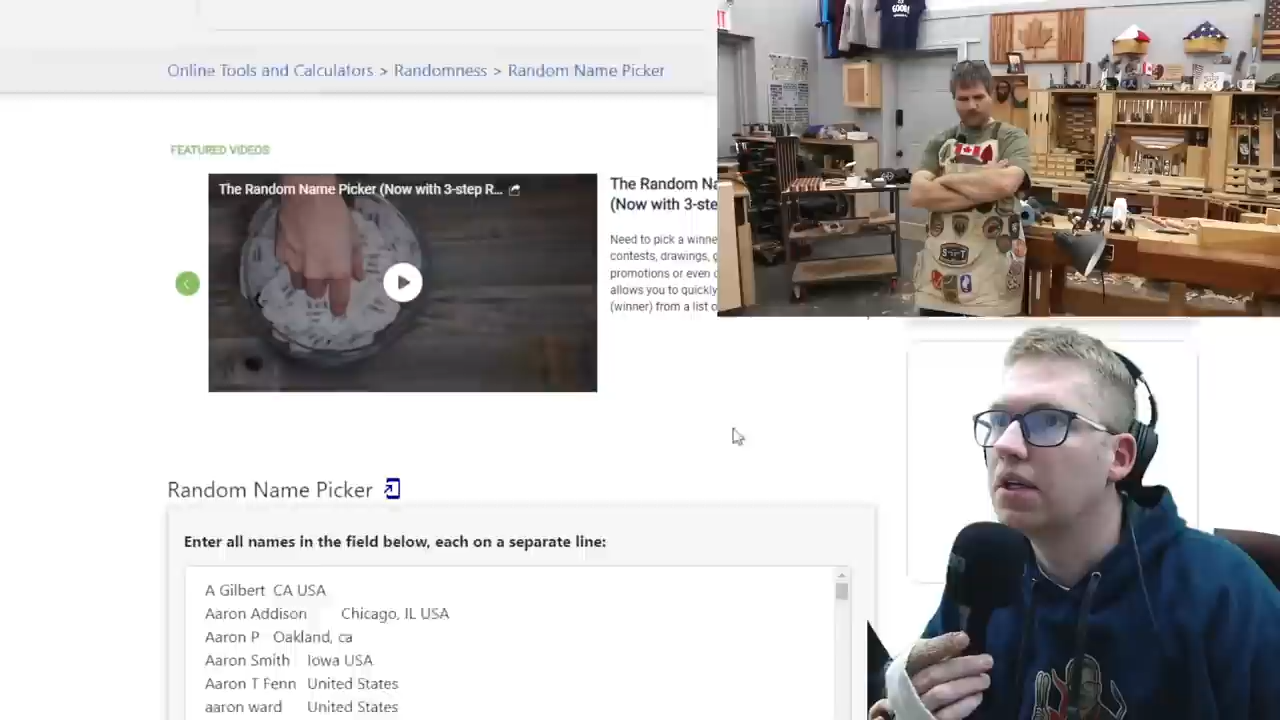 Online Tools and Calculators > Randomness > Random Name Picker
FEATURED VIDEOS
The Random Name Picker (Now with 3-step R...
The Random Na
(Now with 3-ste
Need to pick a winne
contests, drawings, g
promotions or even c
allows you to quickly
(winner) from a list o
Random Name Picker
Enter all names in the field below, each on a separate line:
A Gilbert CA USA
Aaron Addison Chicago, IL USA
Aaron P Oakland, ca
Aaron Smith Iowa USA
Aaron T Fenn United States
aaron ward United States